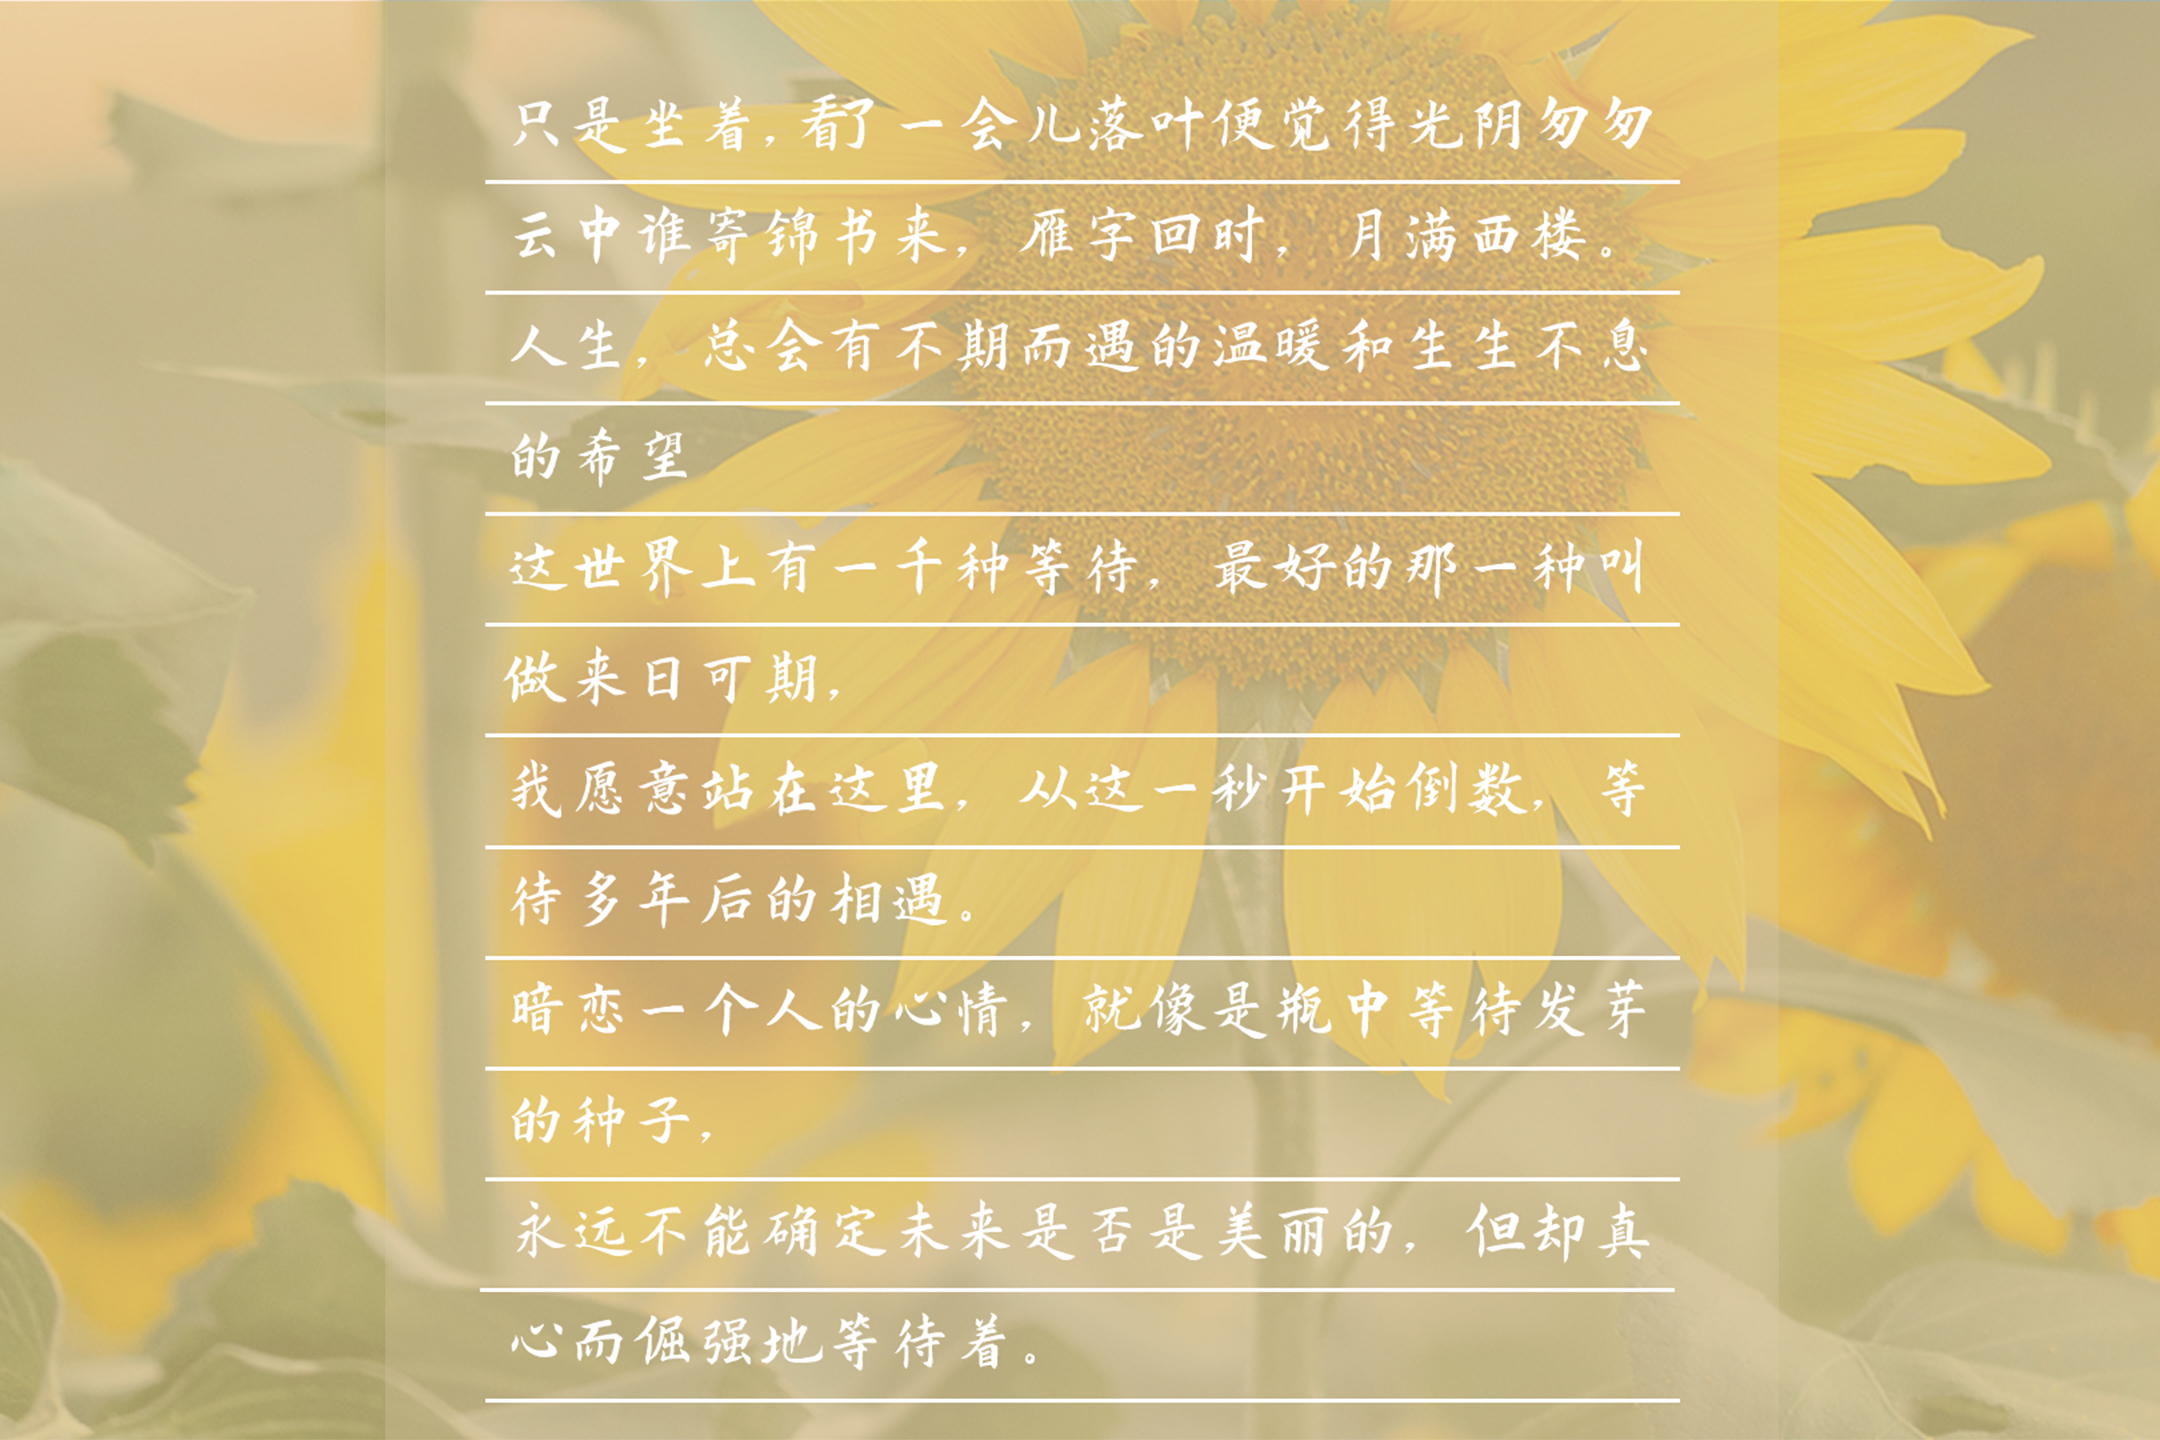 只是坐着,看了一会儿落叶便觉得光阴匆匆
云中谁寄锦书来，雁字回时，月满西楼。
人生，总会有不期而遇的温暖和生生不息
的希望
这世界上有一千种等待，最好的那一种叫
做来日可期，
我愿意站在这里，从这一秒开始倒数，等
待多年后的相遇。
暗恋一个人的心情，就像是瓶中等待发芽
的种子，
永远不能确定未来是否是美丽的，但却真
心而倔强地等待着。